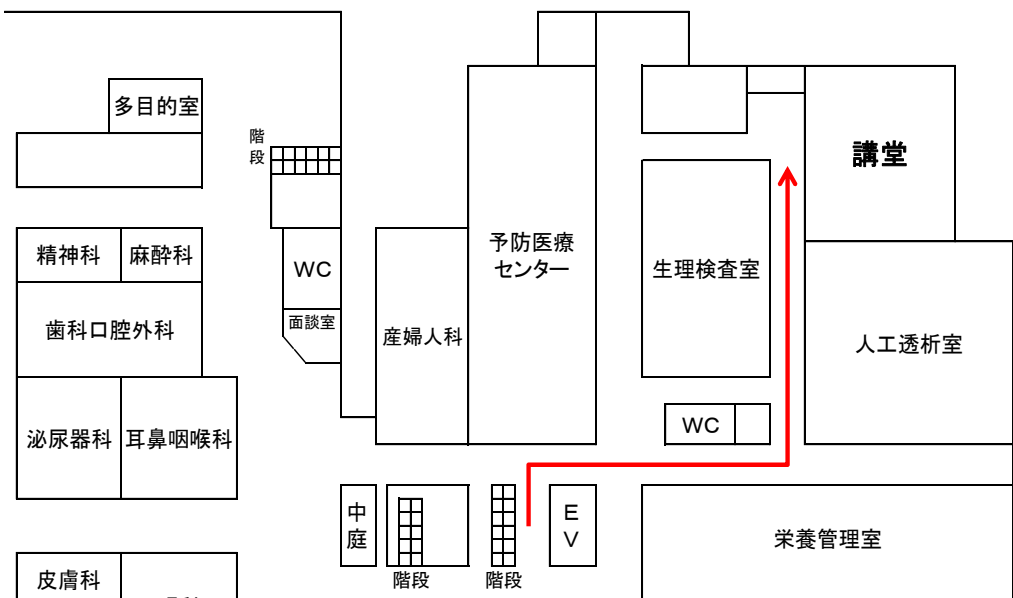 多目的室
階
段
講堂
精神科
麻酔科
WC
予防医療
センター
生理検査室
面談室
歯科口腔外科
産婦人科
人工透析室
泌尿器科
耳鼻咽喉科
WC
中
庭
E
V
栄養管理室
階段
階段
皮膚科